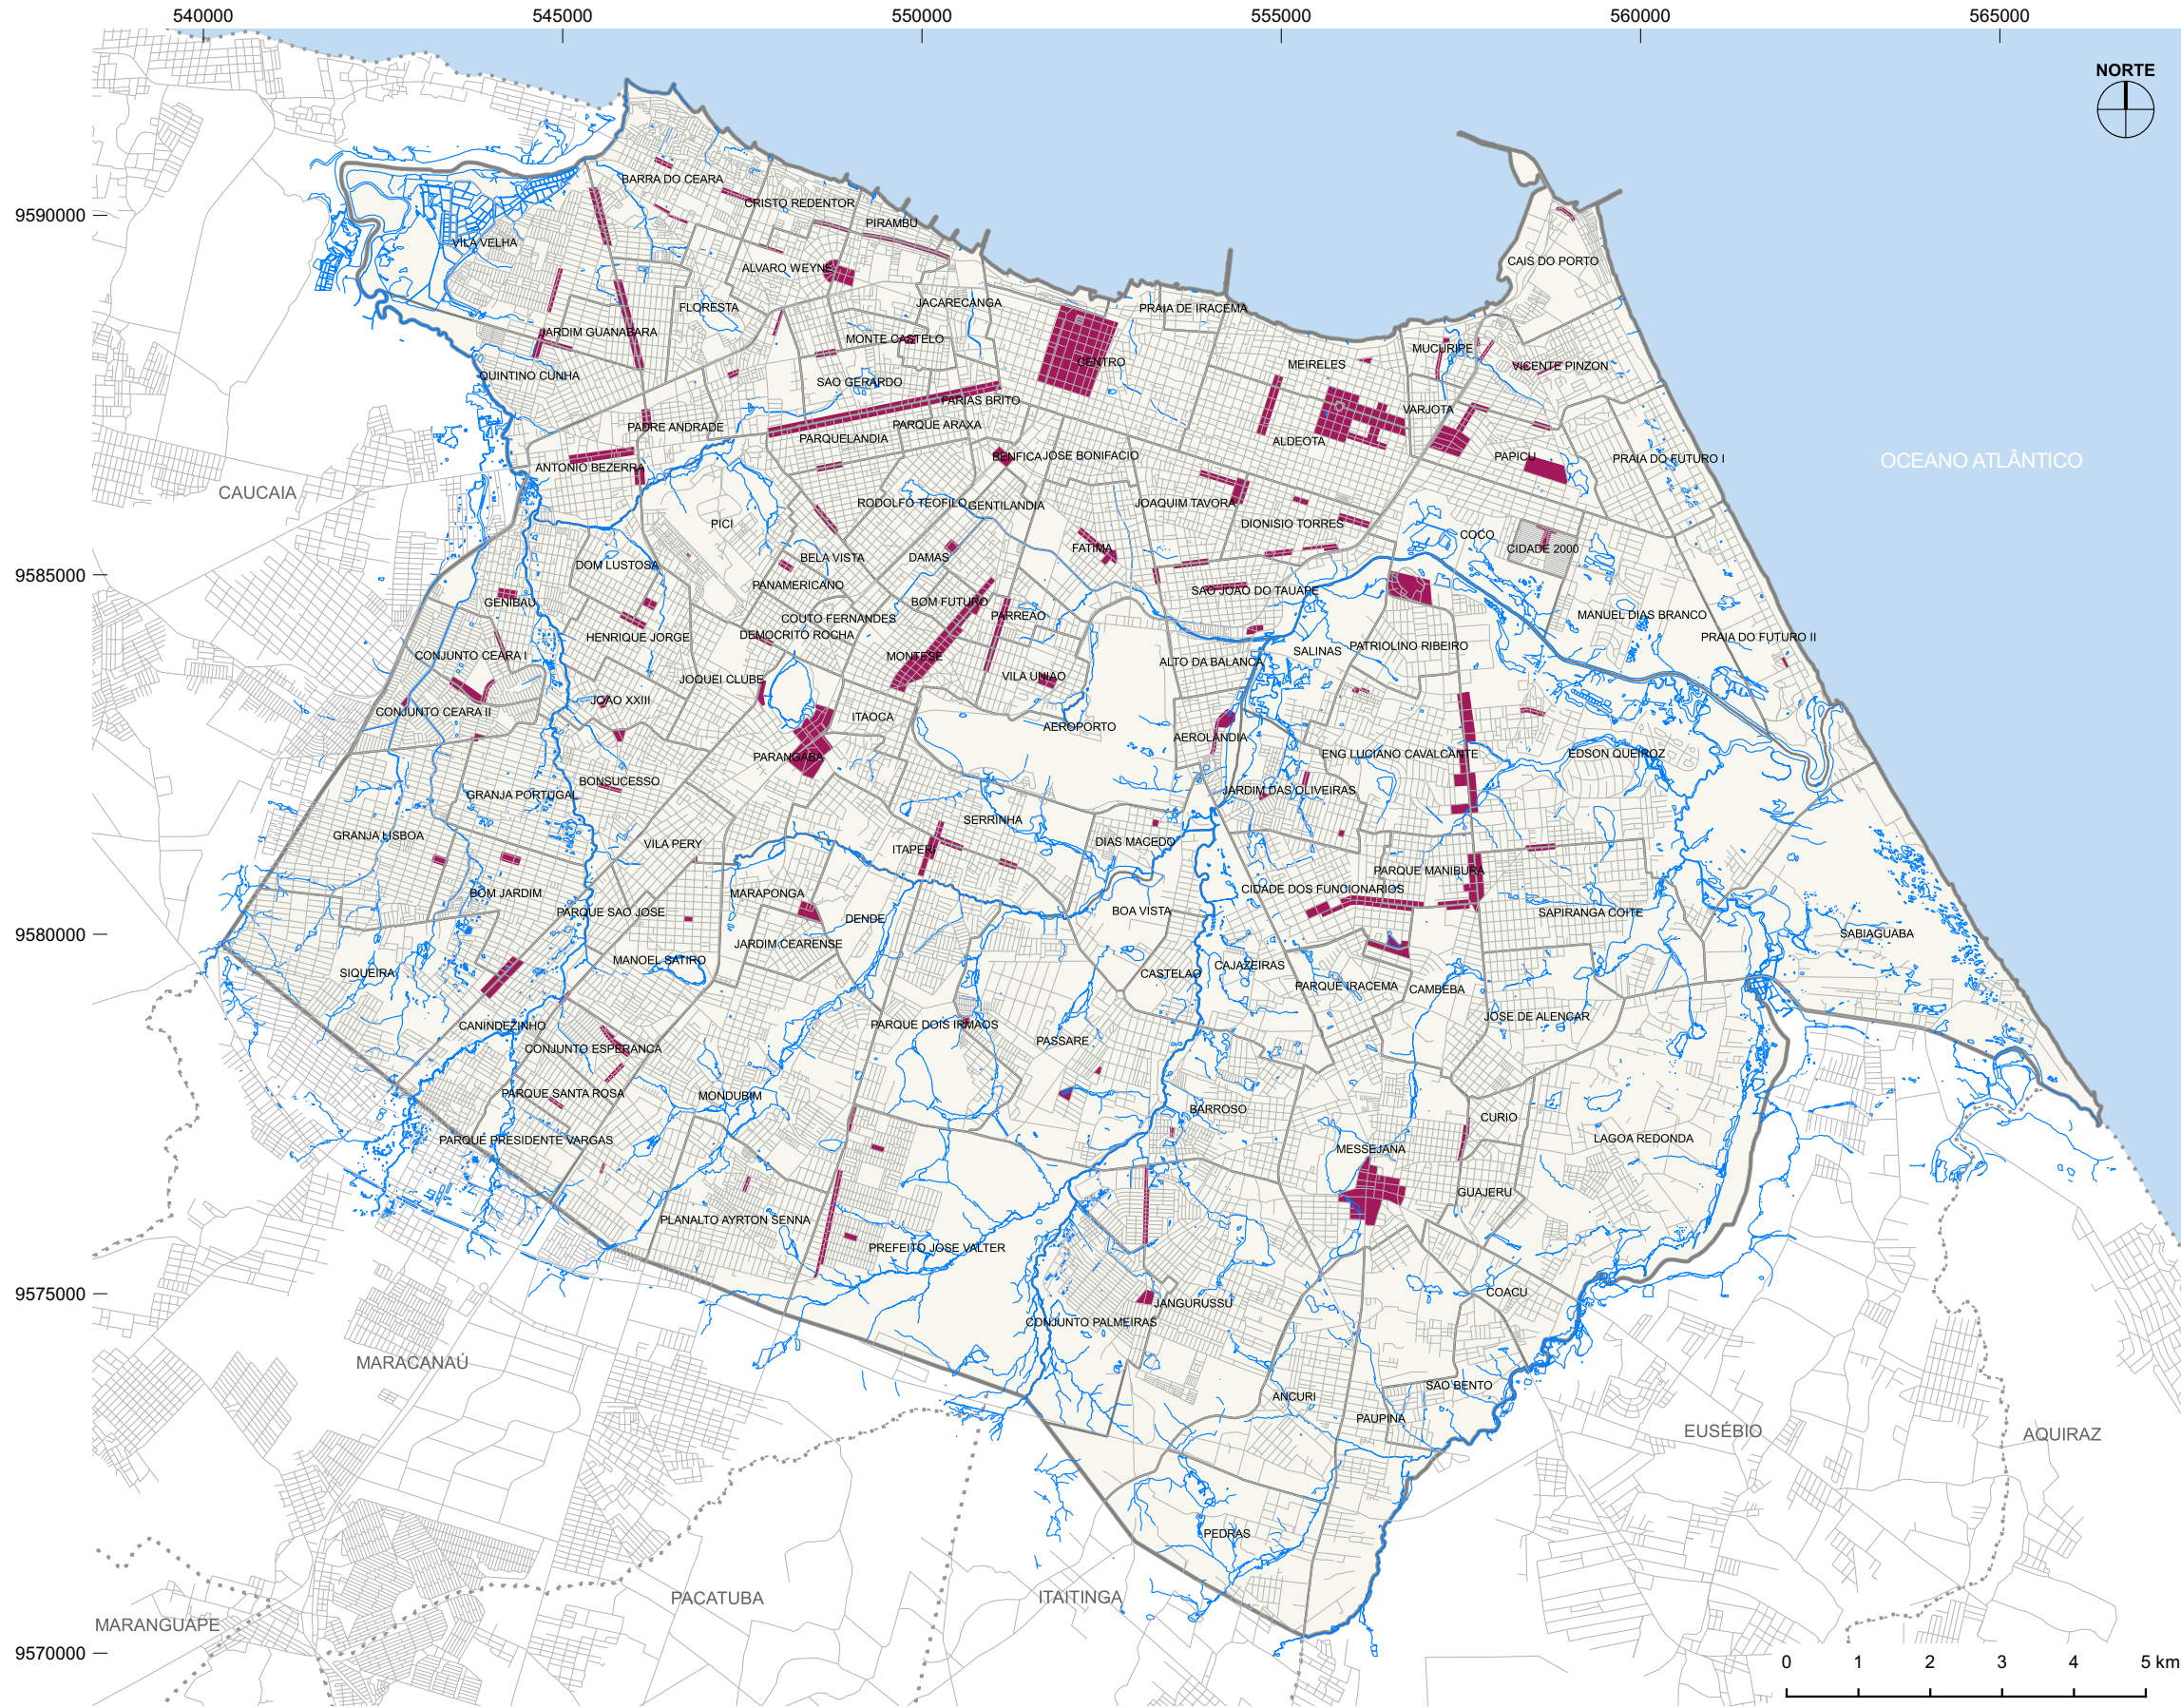 540000 545000 550000 555000 560000 565000
NORTE
BARRA DO CEARA
CRISTO REDENTOR
9590000
PIRAMBU
VILA VELHA
CAIS DO PORTO
ALVARO WEYNE
JACARECANGA
FLORESTA
PRAIA DE IRACEMA
JARDIM GUANABARA
MONTE CASTELO
MUCURIPE
CENTRO
MEIRELES
VICENTE PINZON
QUINTINO CUNHA
SAO GERARDO
FARIAS BRITO
VARJOTA
PADRE ANDRADE
PARQUE ARAXA
PARQUELANDIA
ALDEOTA
BENFICA
JOSE BONIFACIO
PAPICU
PRAIA DO FUTURO I
OCEANO ATLÂNTICO
ANTONIO BEZERRA
CAUCAIA
RODOLFO TEOFILO
GENTILANDIA
JOAQUIM TAVORA
PICI
DIONISIO TORRES
COCO
FATIMA
CIDADE 2000
BELA VISTA
DAMAS
DOM LUSTOSA
9585000
PANAMERICANO
SAO JOAO DO TAUAPE
GENIBAU
BOM FUTURO
PARREAO
MANUEL DIAS BRANCO
COUTO FERNANDES
DEMOCRITO ROCHA
HENRIQUE JORGE
PRAIA DO FUTURO II
PATRIOLINO RIBEIRO
SALINAS
CONJUNTO CEARA I
MONTESE
ALTO DA BALANCA
JOQUEI CLUBE
VILA UNIAO
JOAO XXIII
CONJUNTO CEARA II
ITAOCA
AEROPORTO
AEROLANDIA
PARANGABA
ENG LUCIANO CAVALCANTE
EDSON QUEIROZ
BONSUCESSO
JARDIM DAS OLIVEIRAS
GRANJA PORTUGAL
SERRINHA
GRANJA LISBOA
VILA PERY
DIAS MACEDO
ITAPERI
PARQUE MANIBURA
CIDADE DOS FUNCIONARIOS
BOM JARDIM
MARAPONGA
PARQUE SAO JOSE
BOA VISTA
SAPIRANGA COITE
DENDE
9580000
SABIAGUABA
JARDIM CEARENSE
MANOEL SATIRO
CAJAZEIRAS
SIQUEIRA
CASTELAO
PARQUE IRACEMA
CAMBEBA
JOSE DE ALENCAR
CANINDEZINHO
PARQUE DOIS IRMAOS
PASSARE
CONJUNTO ESPERANCA
PARQUE SANTA ROSA
MONDUBIM
BARROSO
CURIO
PARQUE PRESIDENTE VARGAS
LAGOA REDONDA
MESSEJANA
GUAJERU
PLANALTO AYRTON SENNA
PREFEITO JOSE VALTER
9575000
COACU
JANGURUSSU
CONJUNTO PALMEIRAS
MARACANAÚ
SAO BENTO
ANCURI
PAUPINA
EUSÉBIO
AQUIRAZ
PEDRAS
PACATUBA
ITAITINGA
MARANGUAPE
9570000
0 1 2 3 4 5 km